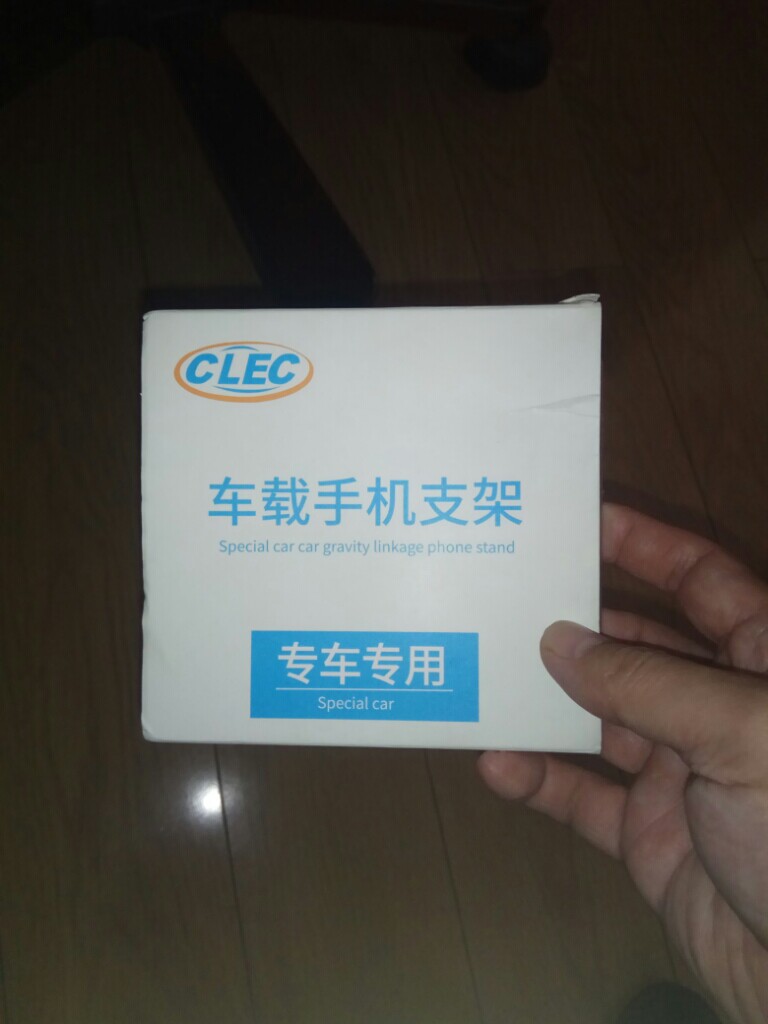 CLEC
车载手机支架
Special car car gravity linkage phone stand
专车专用
Special car